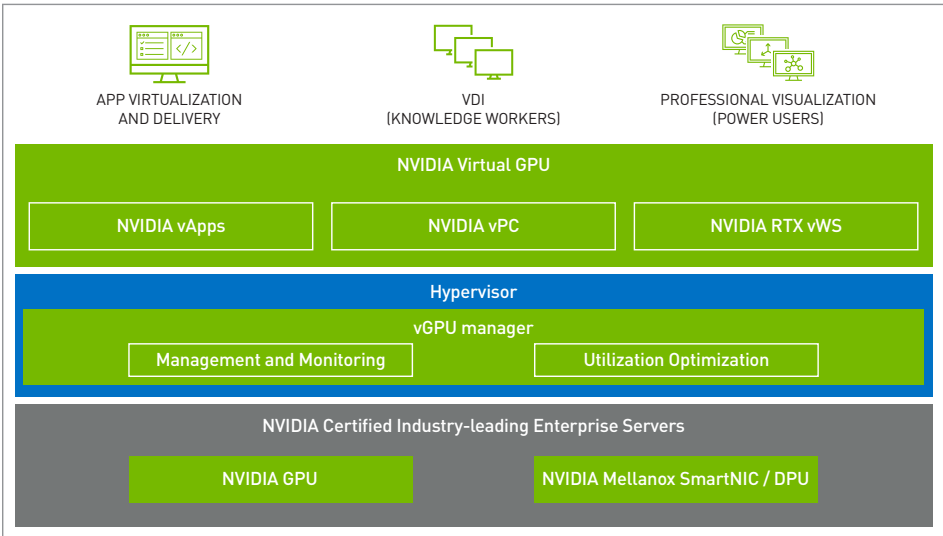 APP VIRTUALIZATION
AND DELIVERY
VDI
(KNOWLEDGE WORKERS)
PROFESSIONAL VISUALIZATION
(POWER USERS)
NVIDIA Virtual GPU
NVIDIA vApps
NVIDIA vPC
NVIDIA RTX vWS
Hypervisor
vGPU manager
Management and Monitoring
Utilization Optimization
NVIDIA Certified Industry-leading Enterprise Servers
NVIDIA GPU
NVIDIA Mellanox SmartNIC / DPU